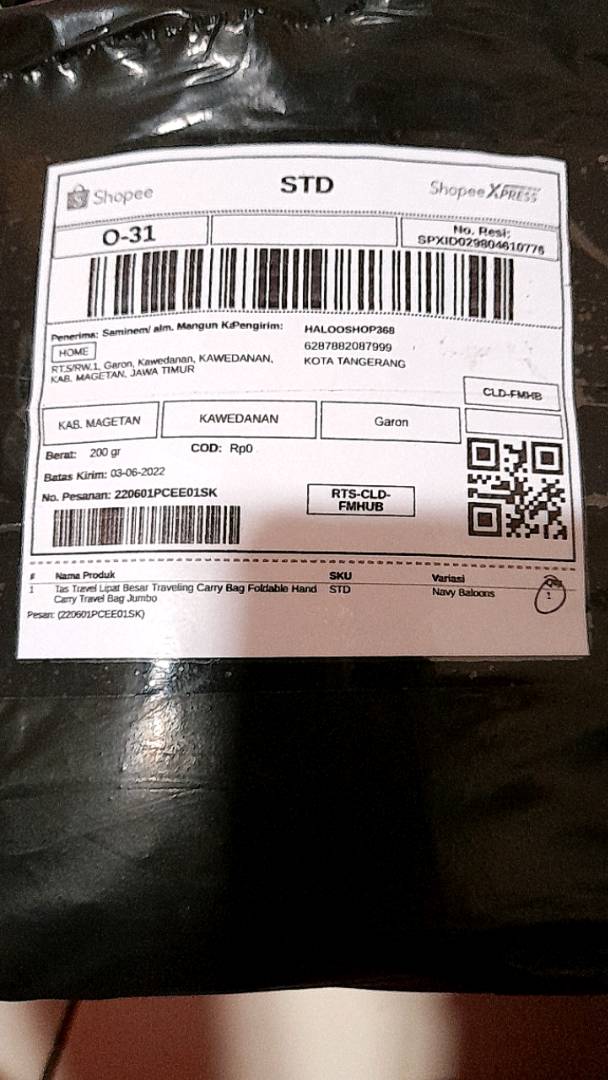 Shopee
STD
Shopee XPRESS
O-31
No. Resi:
SPXID029804610776
Penerima: Saminem/ alm. Mangun K
Pengirim: HALOOSHOP368
HOME
6287882087999
RT.5/RW.1, Garon, Kawedanan, KAWEDANAN,
KAB. MAGETAN, JAWA TIMUR
KOTA TANGERANG
CLD-FMHB
KAB. MAGETAN
KAWEDANAN
Garon
Berat: 200 gr
COD: Rp0
Batas Kirim: 03-06-2022
No. Pesanan: 220601PCEE01SK
RTS-CLD-
FMHUB
# Nama Produk SKU Variasi
1 Tas Travel Lipat Besar Traveling Carry Bag Foldable Hand STD Navy Baloons 1
Carry Travel Bag Jumbo
Pesan: (220601PCEE01SK)